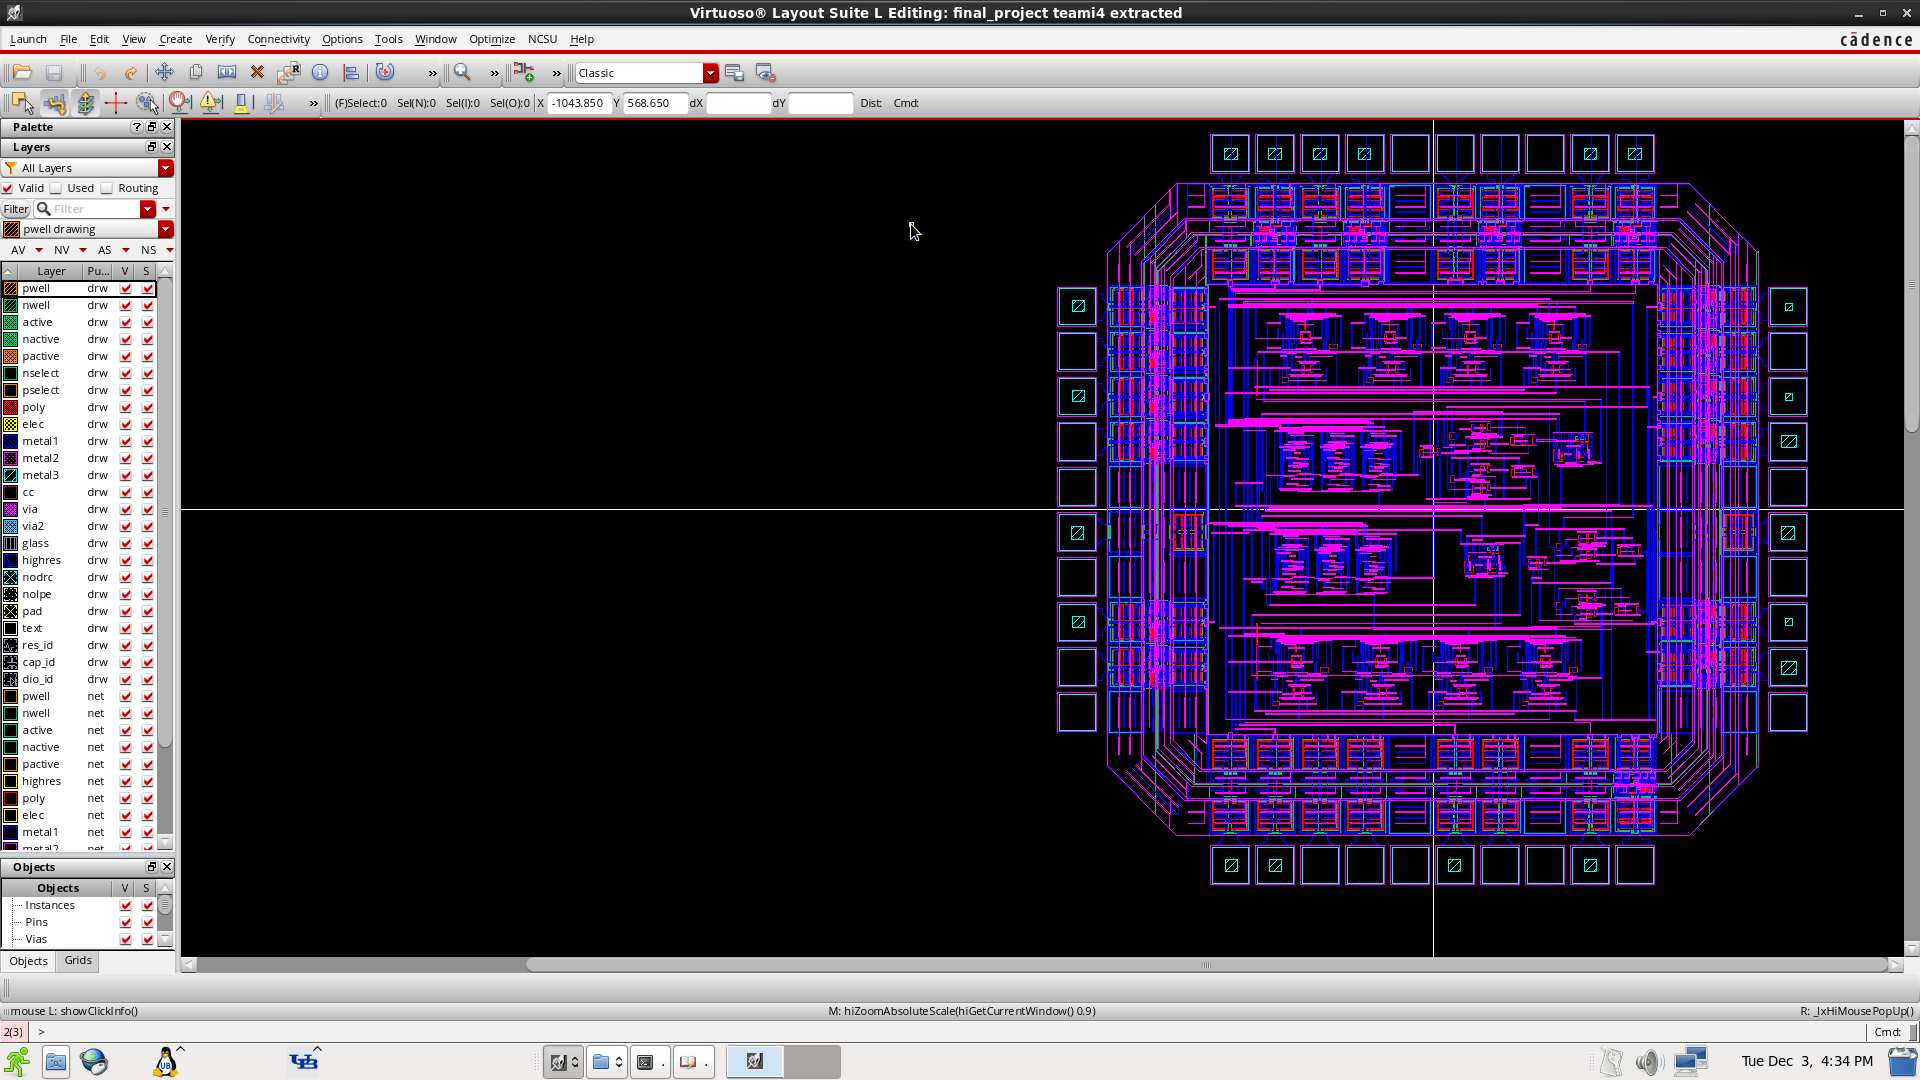 Virtuoso® Layout Suite L Editing: final_project teami4 extracted
Launch File Edit View Create Verify Connectivity Options Tools Window Optimize NCSU Help
cādence
» » » Classic
» (F)Select:0 Sel(N):0 Sel(I):0 Sel(O):0 X -1043.850 Y 568.650 dX dY Dist: Cmd:
Palette ?
Layers
All Layers
Valid Used Routing
Filter Filter
pwell drawing
AV NV AS NS
Layer Pu... V S
pwell drw
nwell drw
active drw
nactive drw
pactive drw
nselect drw
pselect drw
poly drw
elec drw
metal1 drw
metal2 drw
metal3 drw
cc drw
via drw
via2 drw
glass drw
highres drw
nodrc drw
nolpe drw
pad drw
text drw
res_id drw
cap_id drw
dio_id drw
pwell net
nwell net
active net
nactive net
pactive net
highres net
poly net
elec net
metal1 net
metal2 net
Objects
Objects V S
Instances
Pins
Vias
Objects Grids
mouse L: showClickInfo() M: hiZoomAbsoluteScale(hiGetCurrentWindow() 0.9) R: _lxHiMousePopUp()
2(3) > Cmd:
UB Tue Dec 3, 4:34 PM